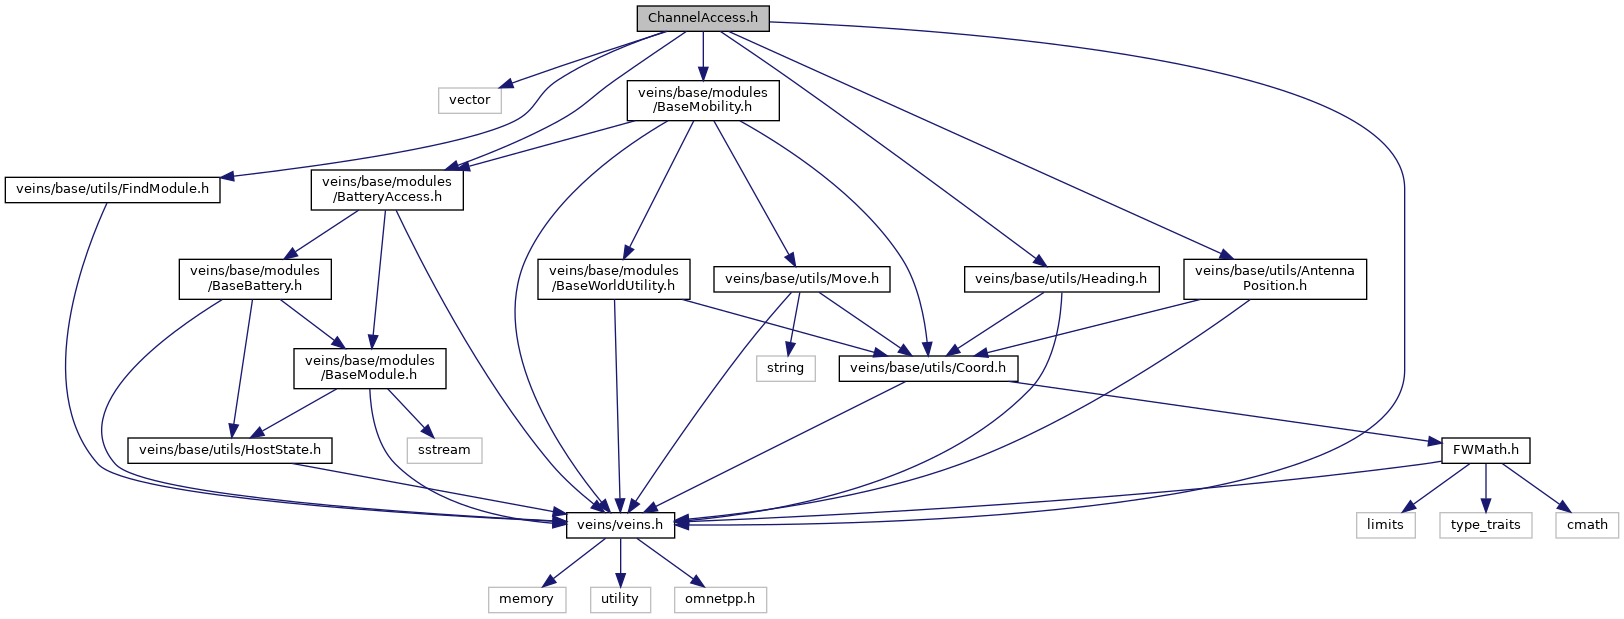 ChannelAccess.h
vector
veins/base/modules
/BaseMobility.h
veins/base/utils/FindModule.h
veins/base/modules
/BatteryAccess.h
veins/base/modules
/BaseBattery.h
veins/base/modules
/BaseWorldUtility.h
veins/base/utils/Move.h
veins/base/utils/Heading.h
veins/base/utils/Antenna
Position.h
veins/base/modules
/BaseModule.h
string
veins/base/utils/Coord.h
veins/base/utils/HostState.h
sstream
FWMath.h
veins/veins.h
limits
type_traits
cmath
memory
utility
omnetpp.h